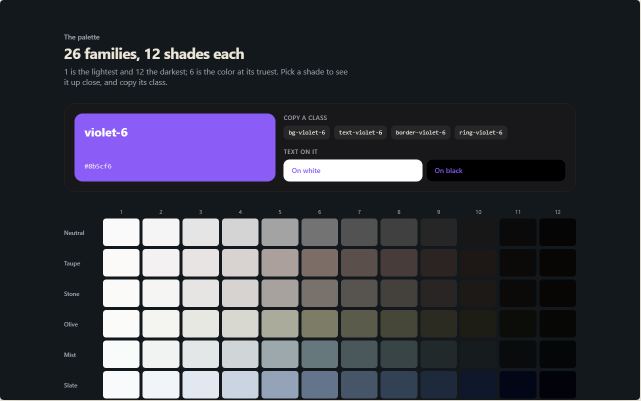 The palette
26 families, 12 shades each
1 is the lightest and 12 the darkest; 6 is the color at its truest. Pick a shade to see
it up close, and copy its class.
violet-6
#8b5cf6
COPY A CLASS
bg-violet-6 text-violet-6 border-violet-6 ring-violet-6
TEXT ON IT
On white On black
1 2 3 4 5 6 7 8 9 10 11 12
Neutral
Taupe
Stone
Olive
Mist
Slate